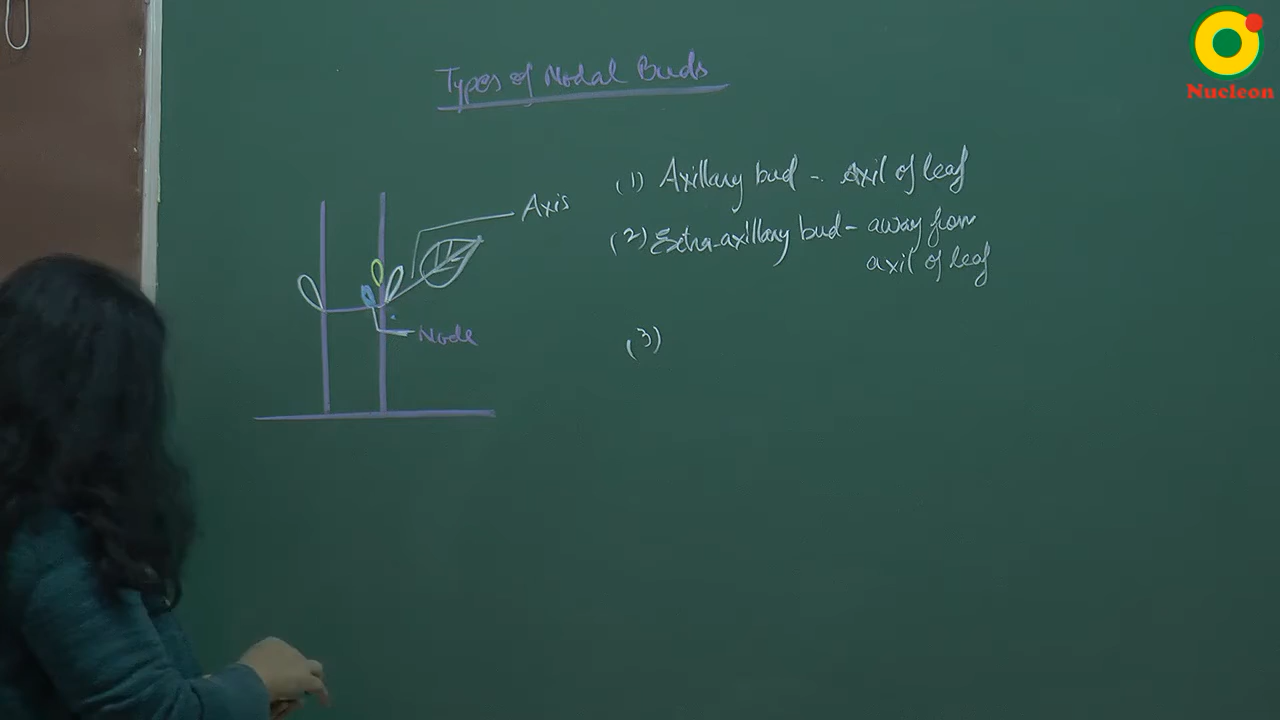 Types of Nodal Buds
(1) Axillary bud - Axil of leaf
(2) Extra-axillary bud - away from
axil of leaf
(3)
Axis
Node
Nucleon